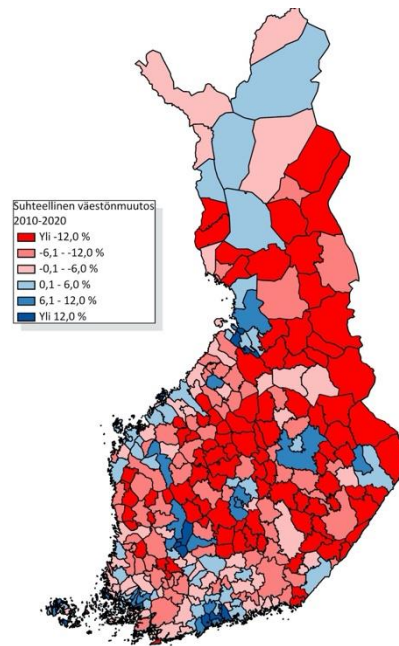 Suhteellinen väestönmuutos
2010-2020
Yli -12,0 %
-6,1 - -12,0 %
-0,1 - -6,0 %
0,1 - 6,0 %
6,1 - 12,0 %
Yli 12,0 %